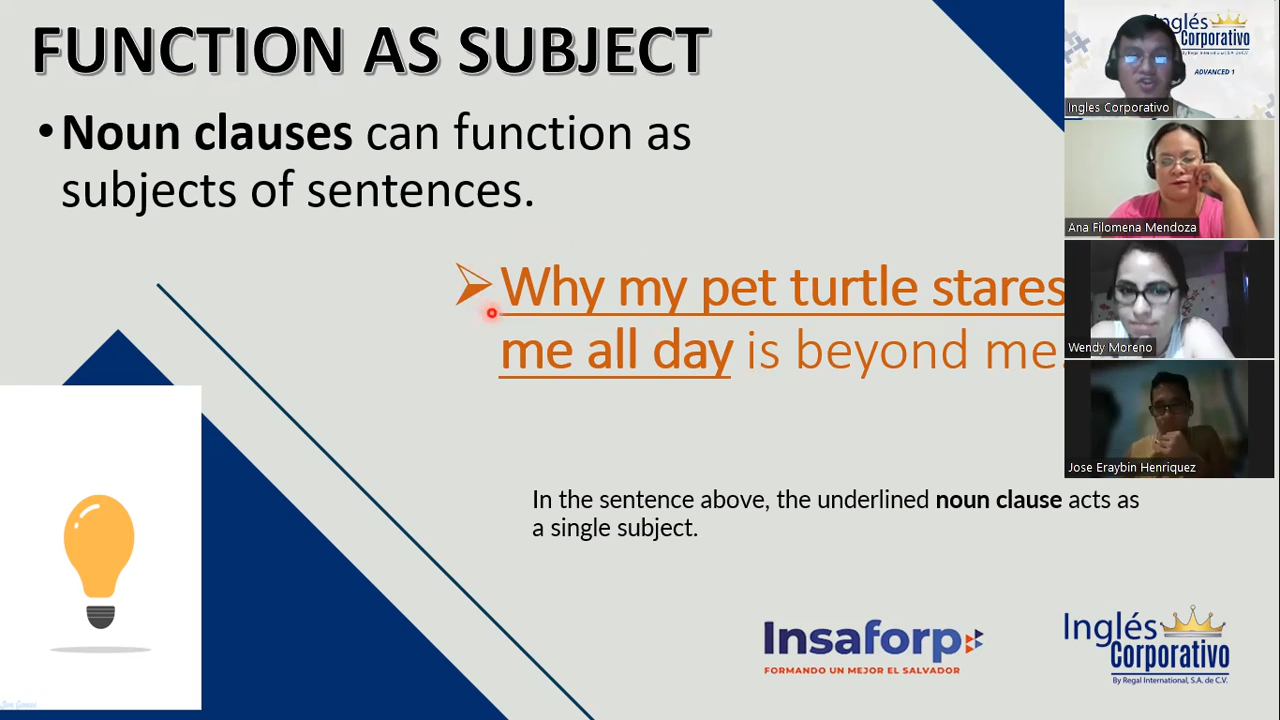 FUNCTION AS SUBJECT
•Noun clauses can function as
subjects of sentences.
Why my pet turtle stares
me all day is beyond me.
In the sentence above, the underlined noun clause acts as
a single subject.
Insaforp
FORMANDO UN MEJOR EL SALVADOR
Inglés
Corporativo
By Regal International, S.A. de C.V.
Inglés
Corporativo
ADVANCED 1
Ingles Corporativo
Ana Filomena Mendoza
Wendy Moreno
Jose Eraybin Henriquez